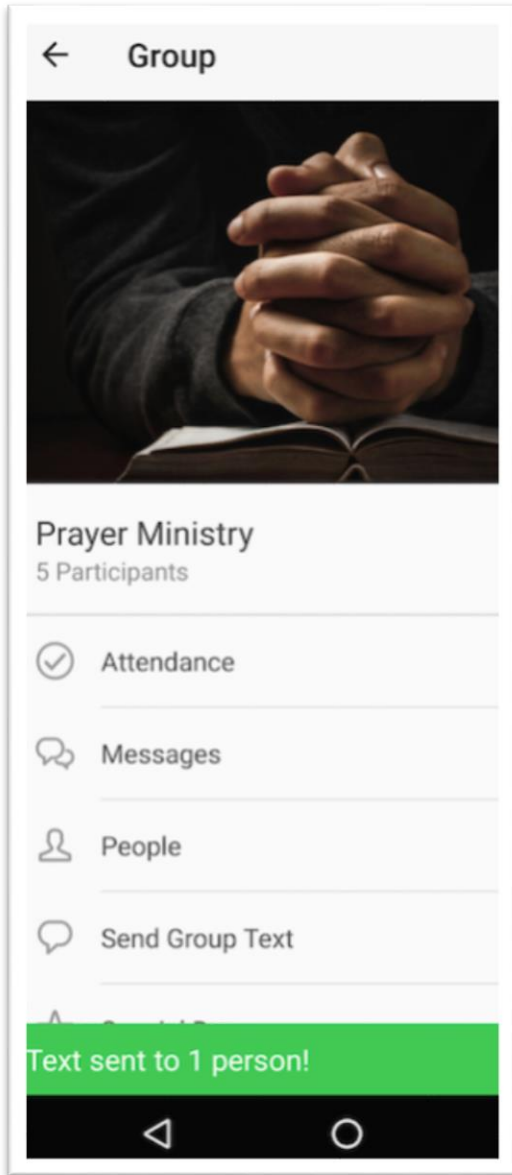 Group
Prayer Ministry
5 Participants
Attendance
Messages
People
Send Group Text
Text sent to 1 person!